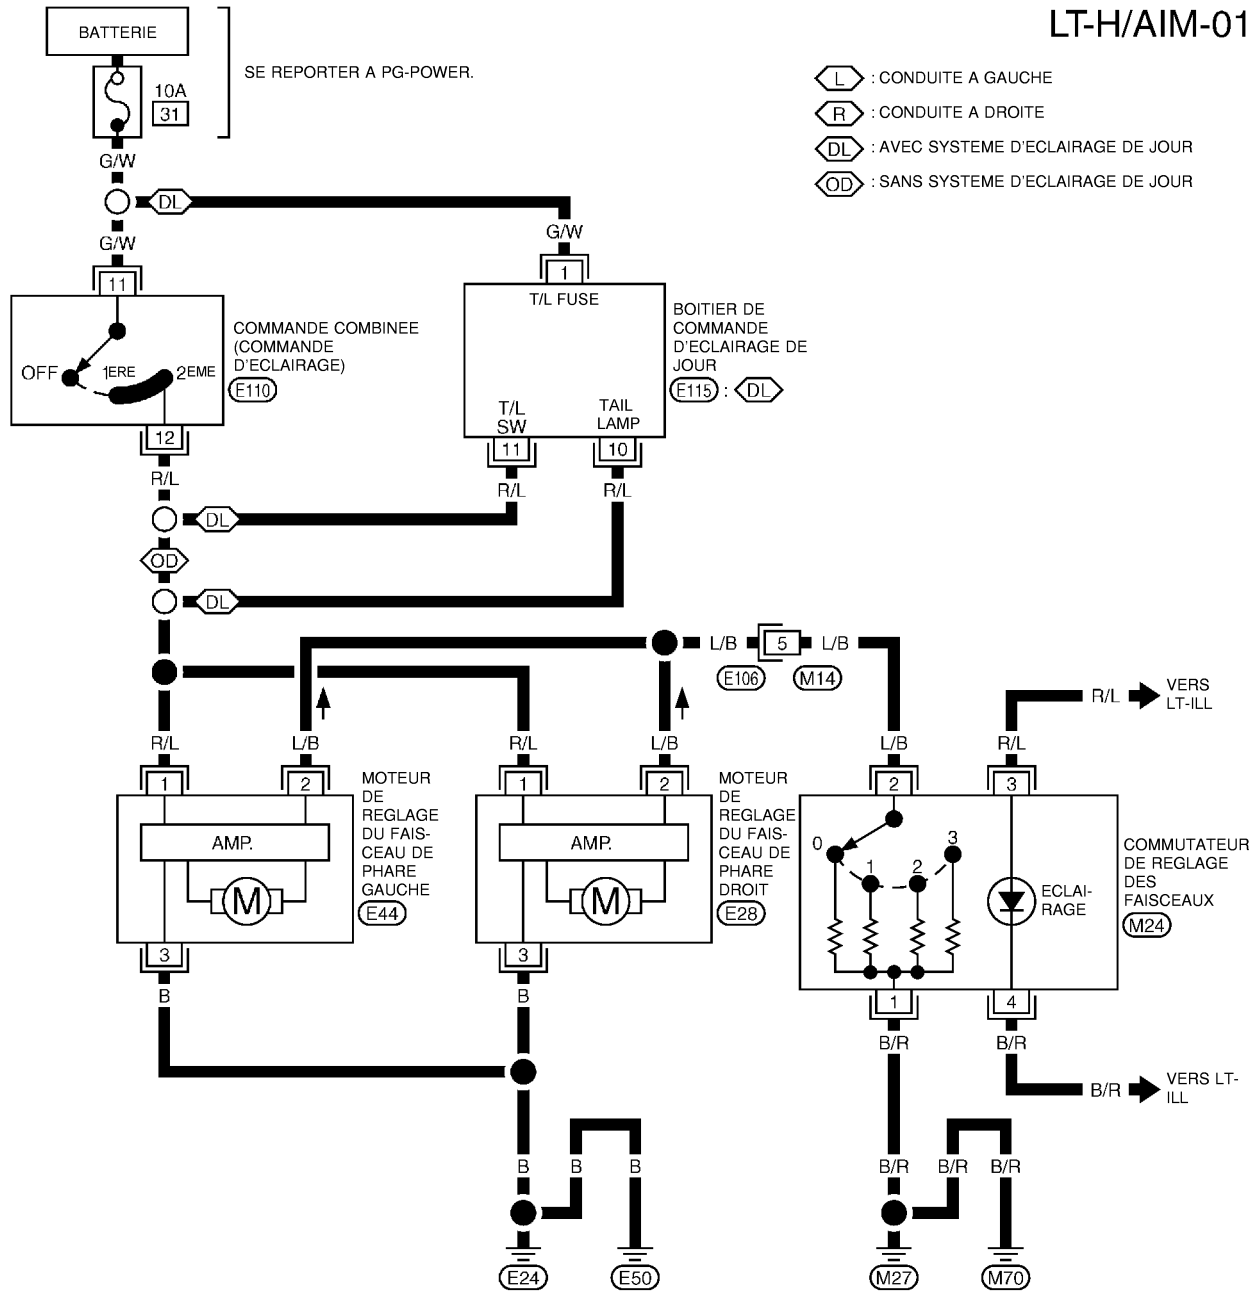 LT-H/AIM-01
BATTERIE
SE REPORTER A PG-POWER.
10A
31
L : CONDUITE A GAUCHE
R : CONDUITE A DROITE
DL : AVEC SYSTEME D'ECLAIRAGE DE JOUR
OD : SANS SYSTEME D'ECLAIRAGE DE JOUR
G/W
DL
G/W
G/W
11
1
T/L FUSE
OFF
1ERE
2EME
COMMANDE COMBINEE
(COMMANDE
D'ECLAIRAGE)
E110
BOITIER DE
COMMANDE
D'ECLAIRAGE DE
JOUR
E115 : DL
T/L
SW
TAIL
LAMP
12
11
10
R/L
R/L
R/L
DL
OD
DL
L/B
5
L/B
E106
M14
R/L
VERS
LT-ILL
R/L
L/B
R/L
L/B
L/B
R/L
1
2
1
2
2
3
MOTEUR
DE
REGLAGE
DU FAIS-
CEAU DE
PHARE
GAUCHE
E44
AMP.
M
MOTEUR
DE
REGLAGE
DU FAIS-
CEAU DE
PHARE
DROIT
E28
AMP.
M
0
1
2
3
ECLAI-
RAGE
COMMUTATEUR
DE REGLAGE
DES
FAISCEAUX
M24
3
3
1
4
B
B
B/R
B/R
B/R
VERS LT-
ILL
B
B
B
B/R
B/R
B/R
E24
E50
M27
M70